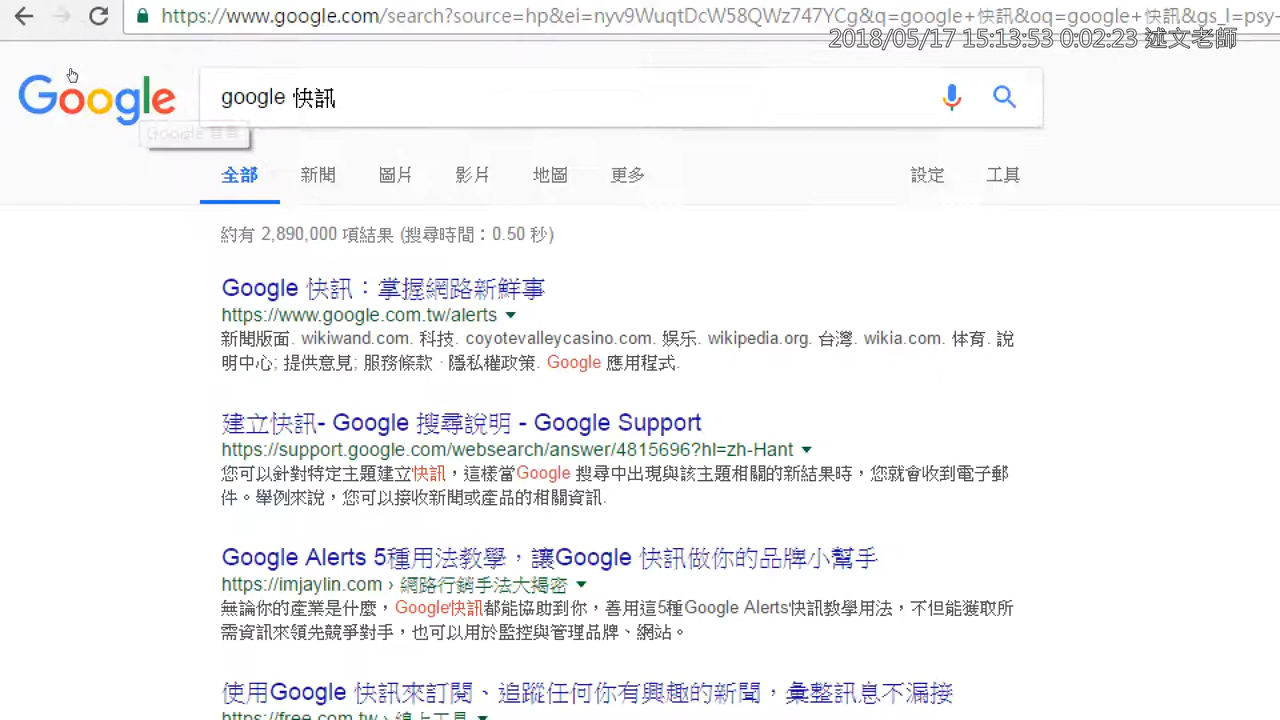 https://www.google.com/search?source=hp&ei=nyv9WuqtDcW58QWz747YCg&q=google+快訊&oq=google+快訊&gs_l=psy-
2018/05/17 15:13:53 0:02:23 述文老師
Google
google 快訊
Google 首頁
全部 新聞 圖片 影片 地圖 更多 設定 工具
約有 2,890,000 項結果 (搜尋時間：0.50 秒)
Google 快訊：掌握網路新鮮事
https://www.google.com.tw/alerts
新聞版面. wikiwand.com. 科技. coyotevalleycasino.com. 娱乐. wikipedia.org. 台灣. wikia.com. 体育. 說
明中心; 提供意見; 服務條款 · 隱私權政策. Google 應用程式.
建立快訊- Google 搜尋說明 - Google Support
https://support.google.com/websearch/answer/4815696?hl=zh-Hant
您可以針對特定主題建立快訊，這樣當Google 搜尋中出現與該主題相關的新結果時，您就會收到電子郵
件。舉例來說，您可以接收新聞或產品的相關資訊.
Google Alerts 5種用法教學，讓Google 快訊做你的品牌小幫手
https://imjaylin.com › 網路行銷手法大揭密
無論你的產業是什麼，Google快訊都能協助到你，善用這5種Google Alerts快訊教學用法，不但能獲取所
需資訊來領先競爭對手，也可以用於監控與管理品牌、網站。
使用Google 快訊來訂閱、追蹤任何你有興趣的新聞，彙整訊息不漏接
https://free.com.tw › 線上工具